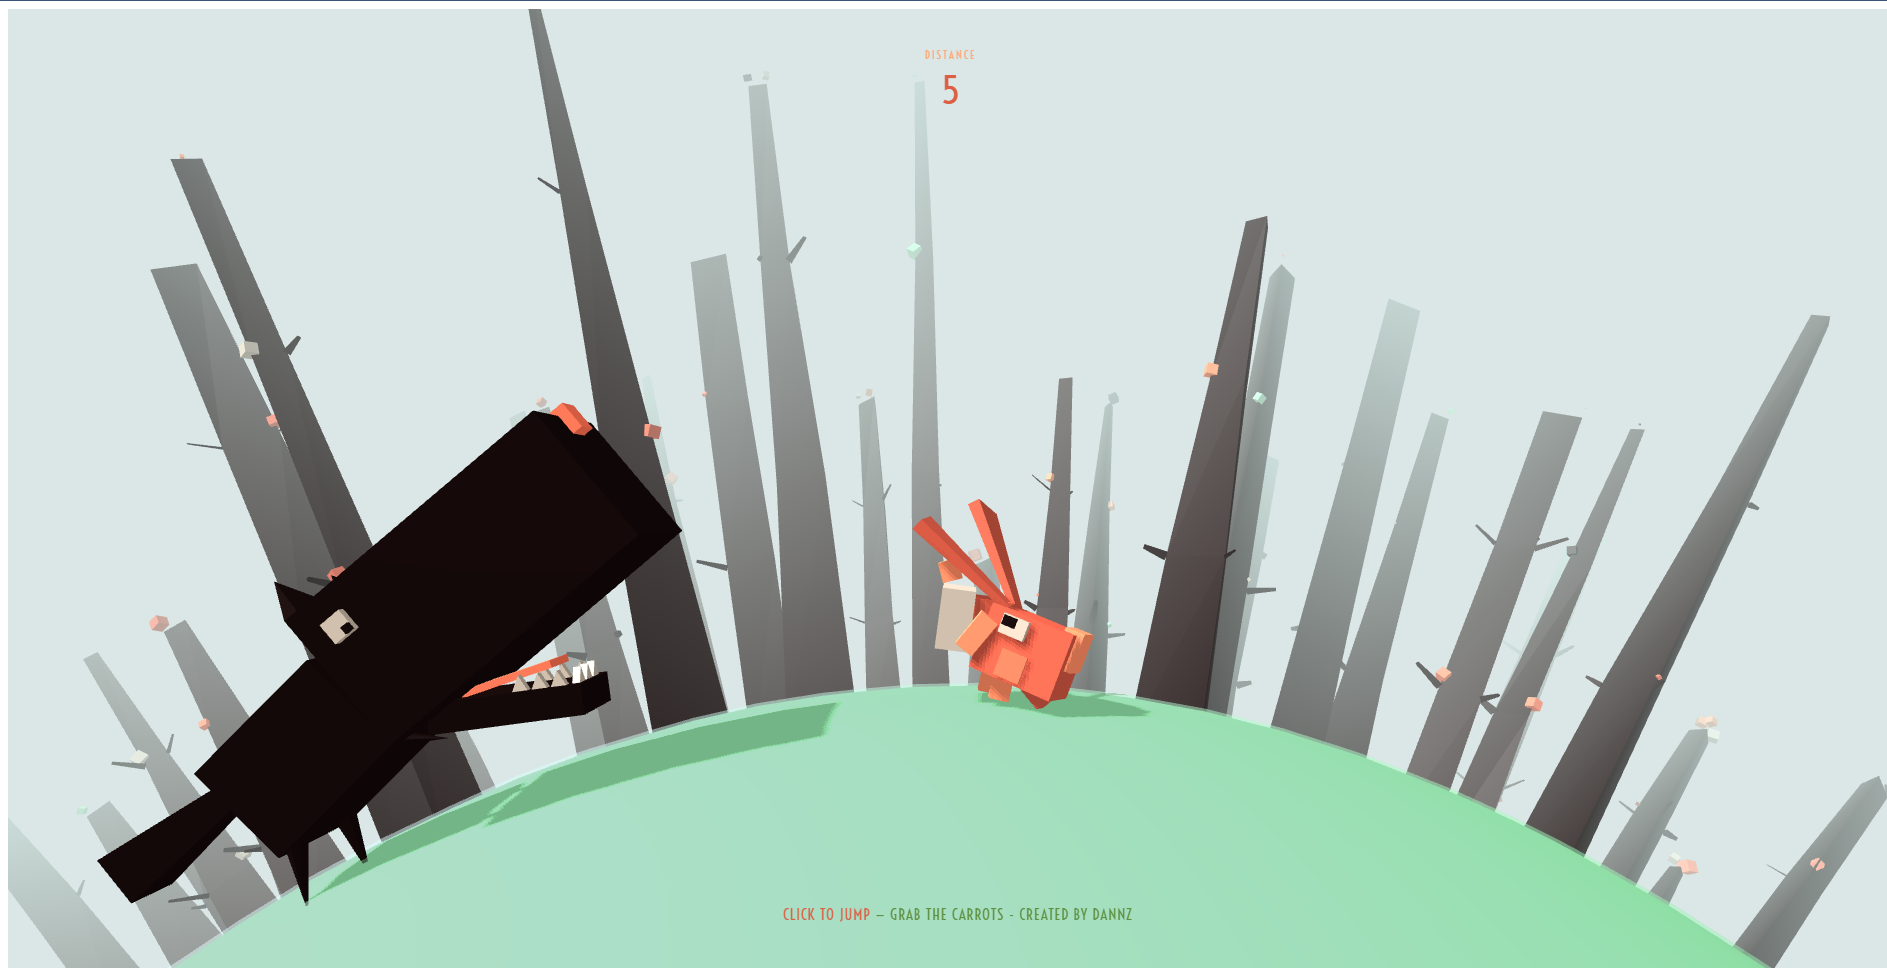 DISTANCE
5
CLICK TO JUMP — GRAB THE CARROTS - CREATED BY DANNZ